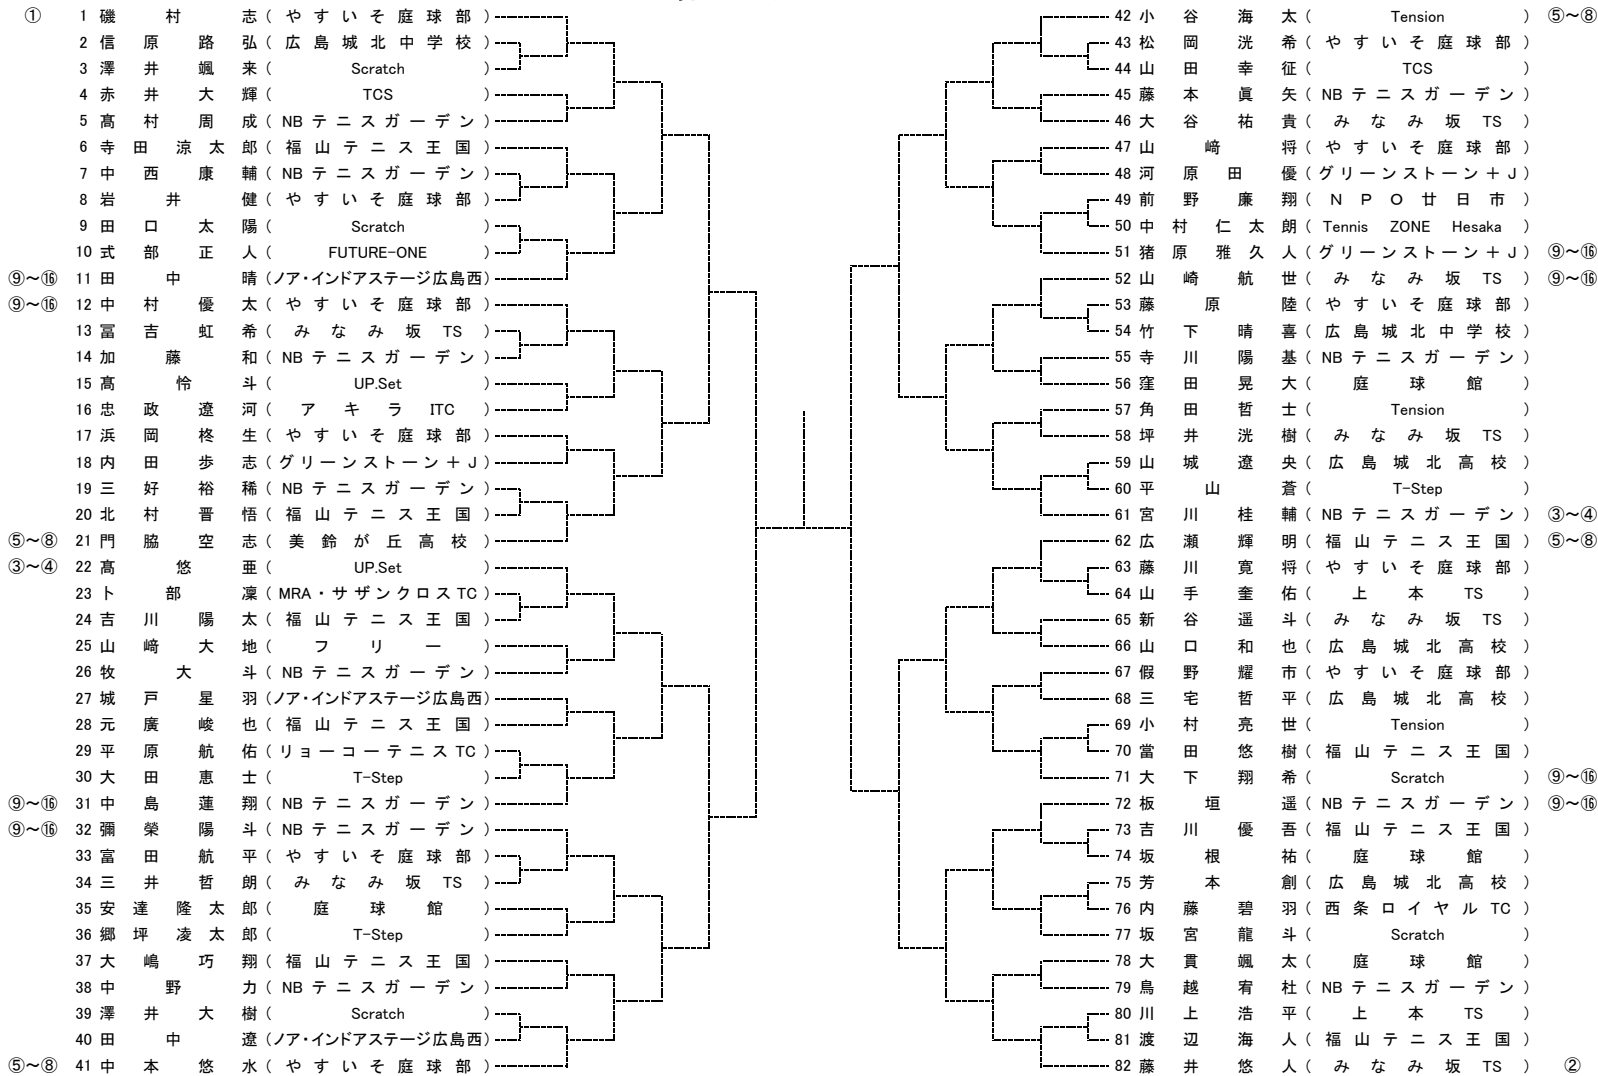 ① 1 磯村志 (やすいそ庭球部)
2 信原路弘 (広島城北中学校)
3 澤井颯来 (Scratch)
4 赤井大輝 (TCS)
5 髙村周成 (NBテニスガーデン)
6 寺田涼太郎 (福山テニス王国)
7 中西康輔 (NBテニスガーデン)
8 岩井健 (やすいそ庭球部)
9 田口太陽 (Scratch)
10 式部正人 (FUTURE-ONE)
⑨～⑯ 11 田中晴 (ノア・インドアステージ広島西)
⑨～⑯ 12 中村優太 (やすいそ庭球部)
13 冨吉虹希 (みなみ坂TS)
14 加藤和 (NBテニスガーデン)
15 髙怜斗 (UP.Set)
16 忠政遼河 (アキラITC)
17 浜岡柊生 (やすいそ庭球部)
18 内田歩志 (グリーンストーン＋J)
19 三好裕稀 (NBテニスガーデン)
20 北村晋悟 (福山テニス王国)
⑤～⑧ 21 門脇空志 (美鈴が丘高校)
③～④ 22 髙悠亜 (UP.Set)
23 卜部凜 (MRA・サザンクロスTC)
24 吉川陽太 (福山テニス王国)
25 山﨑大地 (フリー)
26 牧大斗 (NBテニスガーデン)
27 城戸星羽 (ノア・インドアステージ広島西)
28 元廣峻也 (福山テニス王国)
29 平原航佑 (リョーコーテニスTC)
30 大田恵士 (T-Step)
⑨～⑯ 31 中島蓮翔 (NBテニスガーデン)
⑨～⑯ 32 彌榮陽斗 (NBテニスガーデン)
33 富田航平 (やすいそ庭球部)
34 三井哲朗 (みなみ坂TS)
35 安達隆太郎 (庭球館)
36 郷坪凌太郎 (T-Step)
37 大嶋巧翔 (福山テニス王国)
38 中野力 (NBテニスガーデン)
39 澤井大樹 (Scratch)
40 田中遼 (ノア・インドアステージ広島西)
⑤～⑧ 41 中本悠水 (やすいそ庭球部)
42 小谷海太 (Tension) ⑤～⑧
43 松岡洸希 (やすいそ庭球部)
44 山田幸征 (TCS)
45 藤本眞矢 (NBテニスガーデン)
46 大谷祐貴 (みなみ坂TS)
47 山﨑将 (やすいそ庭球部)
48 河原田優 (グリーンストーン＋J)
49 前野廉翔 (NPO廿日市)
50 中村仁太朗 (Tennis ZONE Hesaka)
51 猪原雅久人 (グリーンストーン＋J) ⑨～⑯
52 山崎航世 (みなみ坂TS) ⑨～⑯
53 藤原陸 (やすいそ庭球部)
54 竹下晴喜 (広島城北中学校)
55 寺川陽基 (NBテニスガーデン)
56 窪田晃大 (庭球館)
57 角田哲士 (Tension)
58 坪井洸樹 (みなみ坂TS)
59 山城遼央 (広島城北高校)
60 平山蒼 (T-Step)
61 宮川桂輔 (NBテニスガーデン) ③～④
62 広瀬輝明 (福山テニス王国) ⑤～⑧
63 藤川寛将 (やすいそ庭球部)
64 山手奎佑 (上本TS)
65 新谷遥斗 (みなみ坂TS)
66 山口和也 (広島城北高校)
67 假野耀市 (やすいそ庭球部)
68 三宅哲平 (広島城北高校)
69 小村亮世 (Tension)
70 當田悠樹 (福山テニス王国)
71 大下翔希 (Scratch) ⑨～⑯
72 板垣遥 (NBテニスガーデン) ⑨～⑯
73 吉川優吾 (福山テニス王国)
74 坂根祐 (庭球館)
75 芳本創 (広島城北高校)
76 内藤碧羽 (西条ロイヤルTC)
77 坂宮龍斗 (Scratch)
78 大貫颯太 (庭球館)
79 鳥越宥杜 (NBテニスガーデン)
80 川上浩平 (上本TS)
81 渡辺海人 (福山テニス王国)
82 藤井悠人 (みなみ坂TS) ②